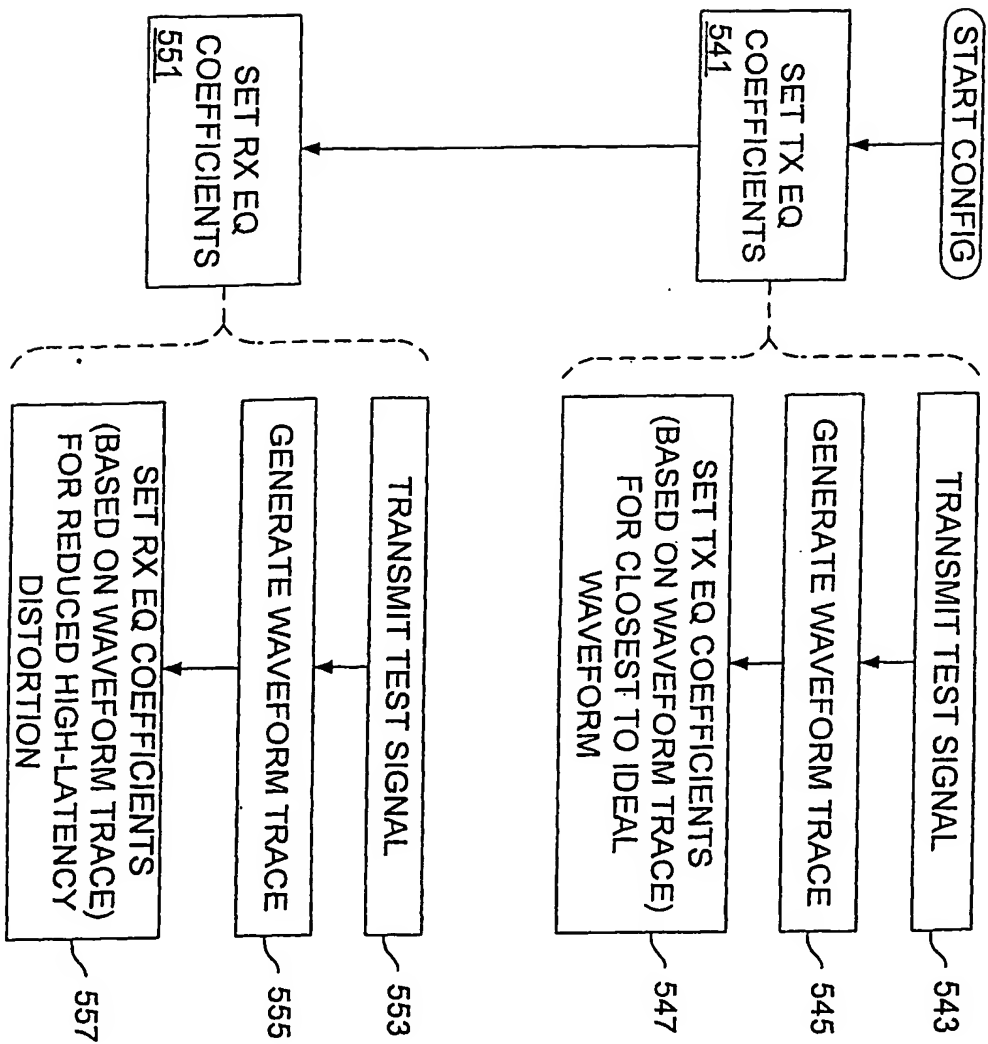 START CONFIG
SET TX EQ
COEFFICIENTS
541
TRANSMIT TEST SIGNAL
543
GENERATE WAVEFORM TRACE
545
SET TX EQ COEFFICIENTS
(BASED ON WAVEFORM TRACE)
FOR CLOSEST TO IDEAL
WAVEFORM
547
SET RX EQ
COEFFICIENTS
551
TRANSMIT TEST SIGNAL
553
GENERATE WAVEFORM TRACE
555
SET RX EQ COEFFICIENTS
(BASED ON WAVEFORM TRACE)
FOR REDUCED HIGH-LATENCY
DISTORTION
557